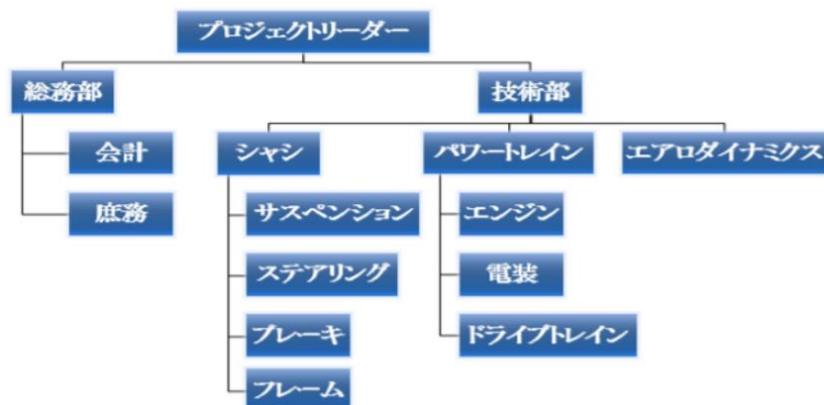 プロジェクトリーダー
総務部
技術部
会計
シャシ
パワートレイン
エアロダイナミクス
庶務
サスペンション
エンジン
ステアリング
電装
ブレーキ
ドライブトレイン
フレーム